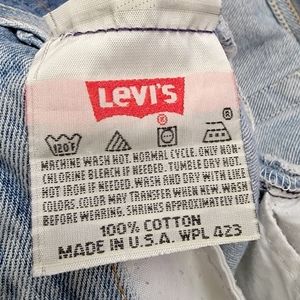 LEVI'S
®
®
120F
MACHINE WASH HOT. NORMAL CYCLE. ONLY NON-
CHLORINE BLEACH IF NEEDED. TUMBLE DRY HOT.
HOT IRON IF NEEDED. WASH AND DRY WITH LIKE
COLORS. COLOR MAY TRANSFER WHEN NEW. WASH
BEFORE WEARING. SHRINKS APPROXIMATELY 10%.
100% COTTON
MADE IN U.S.A. WPL 423